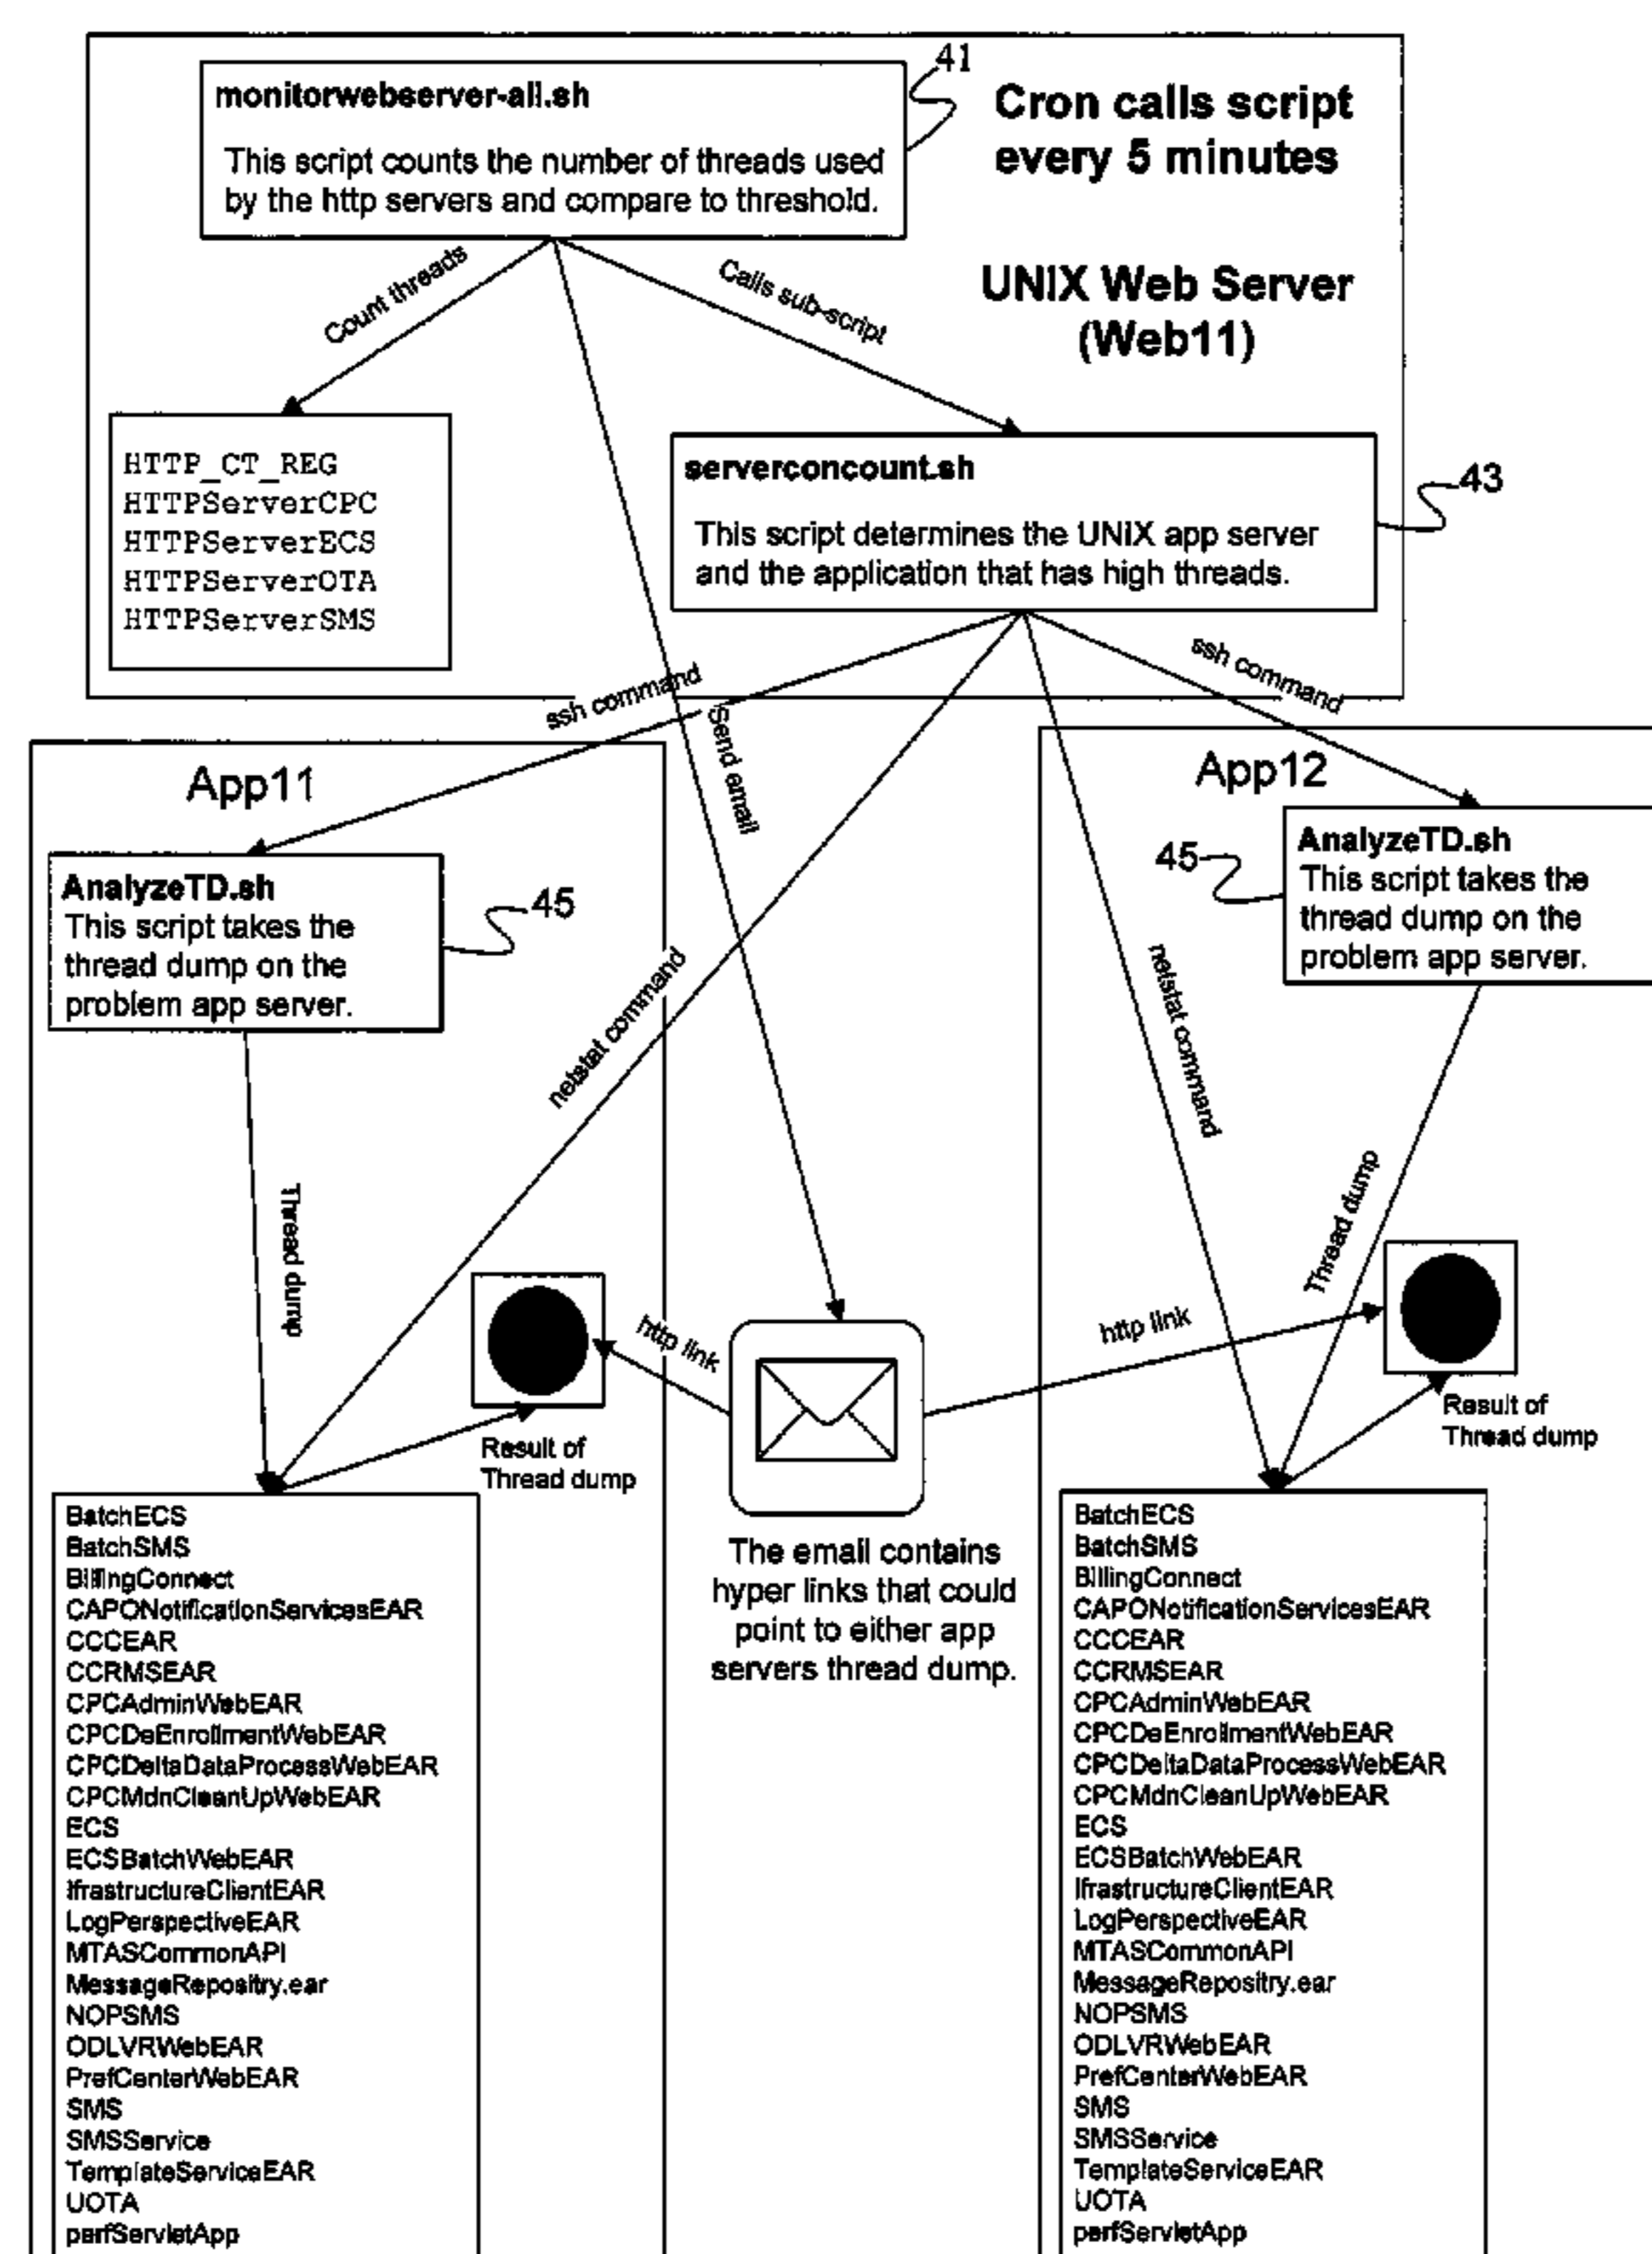 41
monitorwebserver-all.sh
This script counts the number of threads used
by the http servers and compare to threshold.
Cron calls script
every 5 minutes
UNIX Web Server
(Web11)
Count threads
Calls sub-script
HTTP_CT_REG
HTTPServerCPC
HTTPServerECS
HTTPServerOTA
HTTPServerSMS
serverconcount.sh
This script determines the UNIX app server
and the application that has high threads.
43
ssh command
Send email
ssh command
App11
AnalyzeTD.sh
This script takes the
thread dump on the
problem app server.
45
netstat command
Thread dump
App12
45
AnalyzeTD.sh
This script takes the
thread dump on the
problem app server.
netstat command
Thread dump
http link
http link
Result of
Thread dump
Result of
Thread dump
The email contains
hyper links that could
point to either app
servers thread dump.
BatchECS
BatchSMS
BillingConnect
CAPONotificationServicesEAR
CCCEAR
CCRMSEAR
CPCAdminWebEAR
CPCDeEnrollmentWebEAR
CPCDeltaDataProcessWebEAR
CPCMdnCleanUpWebEAR
ECS
ECSBatchWebEAR
IfrastructureClientEAR
LogPerspectiveEAR
MTASCommonAPI
MessageRepositry.ear
NOPSMS
ODLVRWebEAR
PrefCenterWebEAR
SMS
SMSService
TemplateServiceEAR
UOTA
perfServletApp
BatchECS
BatchSMS
BillingConnect
CAPONotificationServicesEAR
CCCEAR
CCRMSEAR
CPCAdminWebEAR
CPCDeEnrollmentWebEAR
CPCDeltaDataProcessWebEAR
CPCMdnCleanUpWebEAR
ECS
ECSBatchWebEAR
IfrastructureClientEAR
LogPerspectiveEAR
MTASCommonAPI
MessageRepositry.ear
NOPSMS
ODLVRWebEAR
PrefCenterWebEAR
SMS
SMSService
TemplateServiceEAR
UOTA
perfServletApp